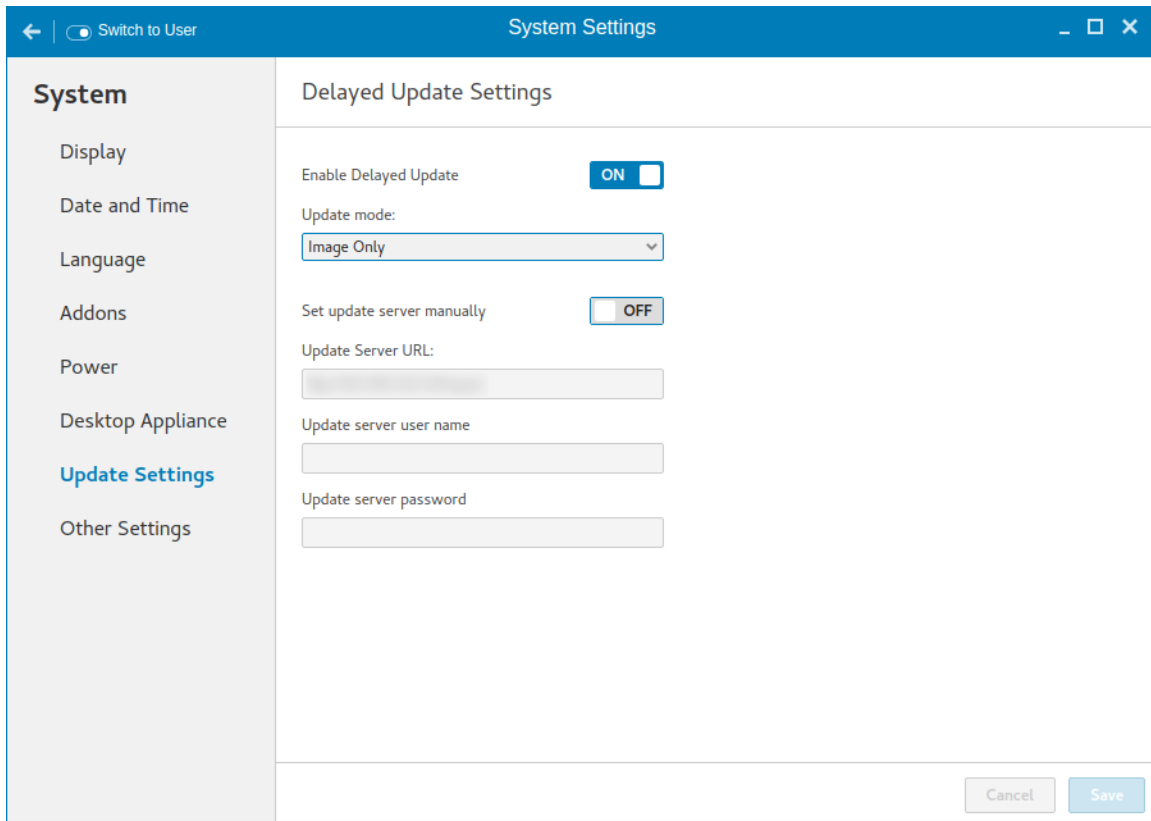 Switch to User
System Settings
System
Display
Date and Time
Language
Addons
Power
Desktop Appliance
Update Settings
Other Settings
Delayed Update Settings
Enable Delayed Update
ON
Update mode:
Image Only
Set update server manually
OFF
Update Server URL:
Update server user name
Update server password
Cancel
Save